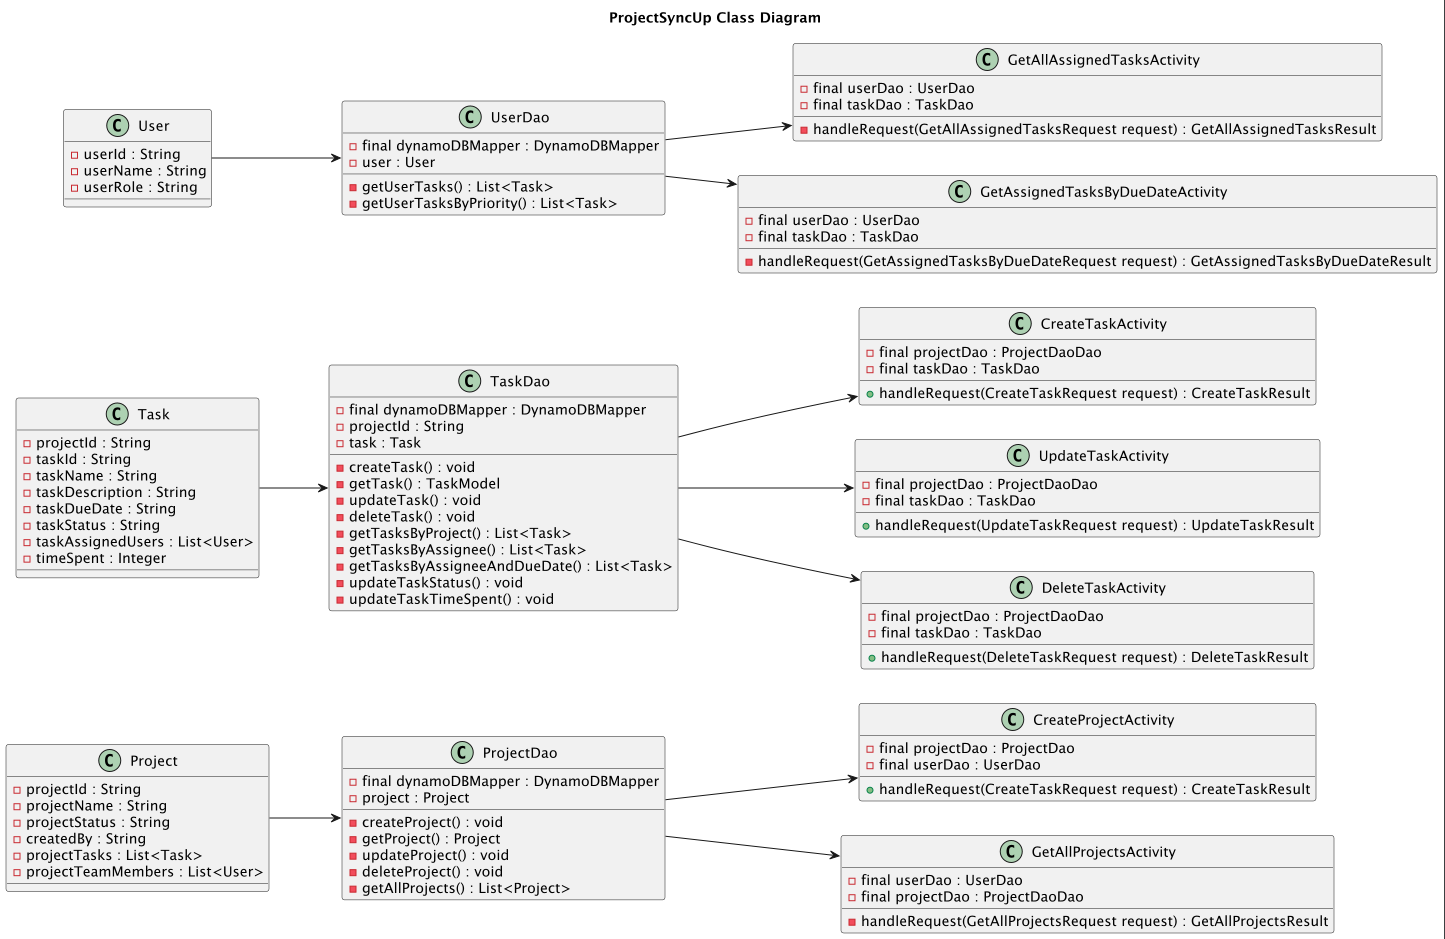 ProjectSyncUp Class Diagram
C User
userId : String
userName : String
userRole : String
C UserDao
final dynamoDBMapper : DynamoDBMapper
user : User
getUserTasks() : List<Task>
getUserTasksByPriority() : List<Task>
C GetAllAssignedTasksActivity
final userDao : UserDao
final taskDao : TaskDao
handleRequest(GetAllAssignedTasksRequest request) : GetAllAssignedTasksResult
C GetAssignedTasksByDueDateActivity
final userDao : UserDao
final taskDao : TaskDao
handleRequest(GetAssignedTasksByDueDateRequest request) : GetAssignedTasksByDueDateResult
C Task
projectId : String
taskId : String
taskName : String
taskDescription : String
taskDueDate : String
taskStatus : String
taskAssignedUsers : List<User>
timeSpent : Integer
C TaskDao
final dynamoDBMapper : DynamoDBMapper
projectId : String
task : Task
createTask() : void
getTask() : TaskModel
updateTask() : void
deleteTask() : void
getTasksByProject() : List<Task>
getTasksByAssignee() : List<Task>
getTasksByAssigneeAndDueDate() : List<Task>
updateTaskStatus() : void
updateTaskTimeSpent() : void
C CreateTaskActivity
final projectDao : ProjectDaoDao
final taskDao : TaskDao
handleRequest(CreateTaskRequest request) : CreateTaskResult
C UpdateTaskActivity
final projectDao : ProjectDaoDao
final taskDao : TaskDao
handleRequest(UpdateTaskRequest request) : UpdateTaskResult
C DeleteTaskActivity
final projectDao : ProjectDaoDao
final taskDao : TaskDao
handleRequest(DeleteTaskRequest request) : DeleteTaskResult
C Project
projectId : String
projectName : String
projectStatus : String
createdBy : String
projectTasks : List<Task>
projectTeamMembers : List<User>
C ProjectDao
final dynamoDBMapper : DynamoDBMapper
project : Project
createProject() : void
getProject() : Project
updateProject() : void
deleteProject() : void
getAllProjects() : List<Project>
C CreateProjectActivity
final projectDao : ProjectDao
final userDao : UserDao
handleRequest(CreateTaskRequest request) : CreateTaskResult
C GetAllProjectsActivity
final userDao : UserDao
final projectDao : ProjectDaoDao
handleRequest(GetAllProjectsRequest request) : GetAllProjectsResult